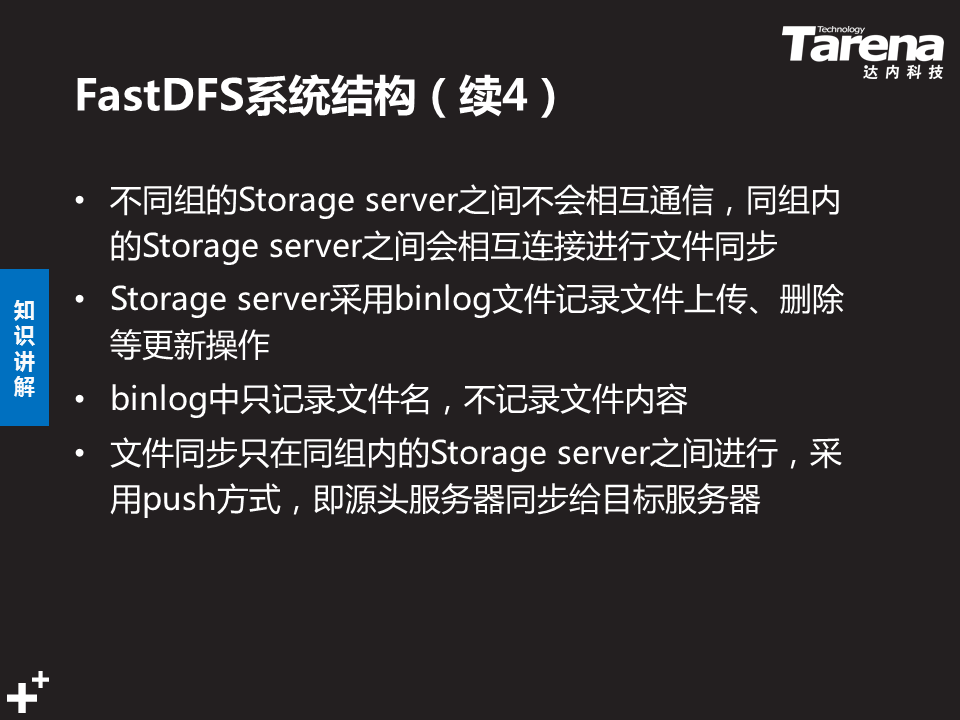 Technology
Tarena
达内科技
FastDFS系统结构（续4）
• 不同组的Storage server之间不会相互通信，同组内
的Storage server之间会相互连接进行文件同步
• Storage server采用binlog文件记录文件上传、删除
等更新操作
• binlog中只记录文件名，不记录文件内容
• 文件同步只在同组内的Storage server之间进行，采
用push方式，即源头服务器同步给目标服务器
知
识
讲
解